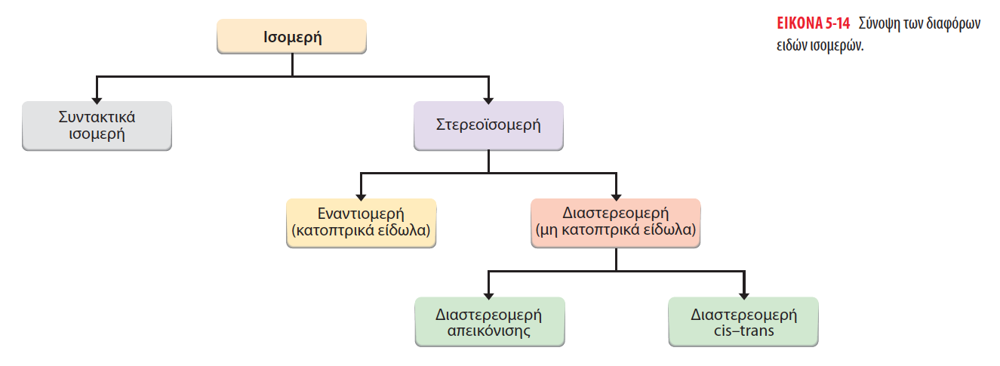 Ισομερή
ΕΙΚΟΝΑ 5-14 Σύνοψη των διαφόρων
ειδών ισομερών.
Συντακτικά
ισομερή
Στερεοϊσομερή
Εναντιομερή
(κατοπτρικά είδωλα)
Διαστερεομερή
(μη κατοπτρικά είδωλα)
Διαστερεομερή
απεικόνισης
Διαστερεομερή
cis–trans